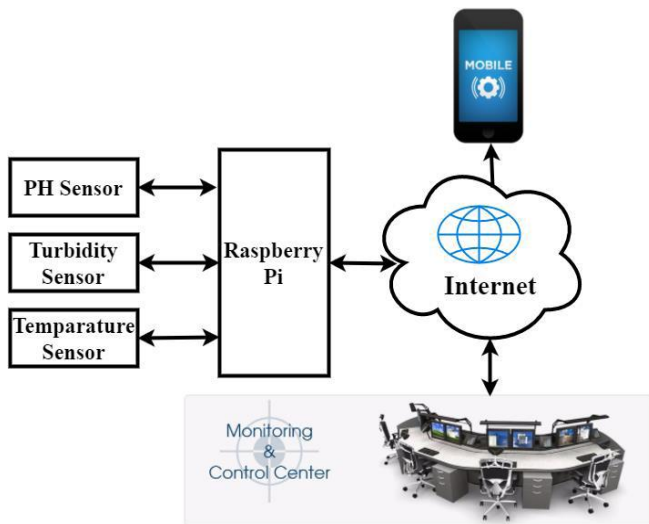 MOBILE
PH Sensor
Turbidity
Sensor
Temparature
Sensor
Raspberry
Pi
Internet
Monitoring
&
Control Center